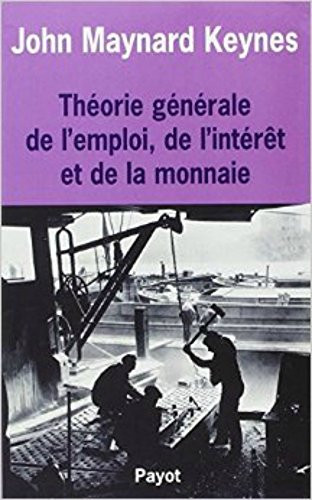 John Maynard Keynes
Théorie générale
de l'emploi, de l'intérêt
et de la monnaie
Payot